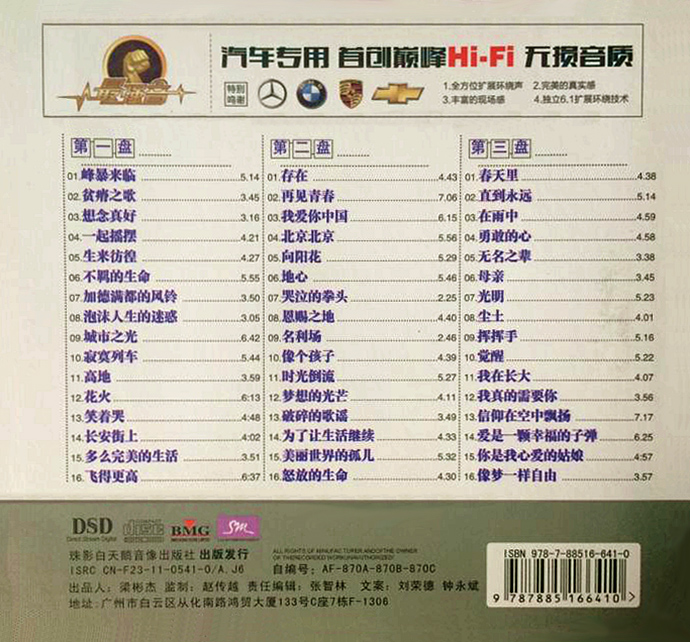 汽车专用 首创巅峰Hi-Fi 无损音质
特别鸣谢
1.全方位扩展环绕声 2.完美的真实感
3.丰富的现场感 4.独立6.1扩展环绕技术
第一盘
01.峰暴来临 5.14
02.贫瘠之歌 3.45
03.想念真好 3.16
04.一起摇摆 4.21
05.生来彷徨 4.27
06.不羁的生命 5.55
07.加德满都的风铃 3.50
08.泡沫人生的迷惑 3.05
09.城市之光 6.42
10.寂寞列车 5.44
11.高地 3.59
12.花火 6:13
13.笑着哭 4:48
14.长安街上 4:02
15.多么完美的生活 3.51
16.飞得更高 6:37
第二盘
01.存在 4.43
02.再见青春 7.06
03.我爱你中国 6.15
04.北京北京 5.56
05.向阳花 5.29
06.地心 5.46
07.哭泣的拳头 2.25
08.恩赐之地 4.40
09.名利场 2.46
10.像个孩子 4.39
11.时光倒流 5.27
12.梦想的光芒 4.11
13.破碎的歌谣 3.49
14.为了让生活继续 4.33
15.美丽世界的孤儿 5.32
16.怒放的生命 4.30
第三盘
01.春天里 4.38
02.直到永远 5.14
03.在雨中 4.59
04.勇敢的心 4.58
05.无名之辈 3.38
06.母亲 3.45
07.光明 5.23
08.尘土 4.01
09.挥挥手 5.16
10.觉醒 5.22
11.我在长大 4.07
12.我真的需要你 3.56
13.信仰在空中飘扬 7.17
14.爱是一颗幸福的子弹 6.25
15.你是我心爱的姑娘 4.57
16.像梦一样自由 3.57
DSD
Direct Stream Digital
disc
BMG
SM
珠影白天鹅音像出版社 出版发行
ISRC CN-F23-11-0541-0/A.J6
ALL RIGHTS OF MANUFACTURER AND OF THE OWNER
OF THE RECORDED WORK UNAUTHORISED
自编号: AF-870A-870B-870C
出品人: 梁彬杰 监制: 赵传越 责任编辑: 张智林 文案: 刘荣德 钟永斌
地址: 广州市白云区从化南路鸿贸大厦133号C座7栋F-1306
ISBN 978-7-88516-641-0
9 787885 166410